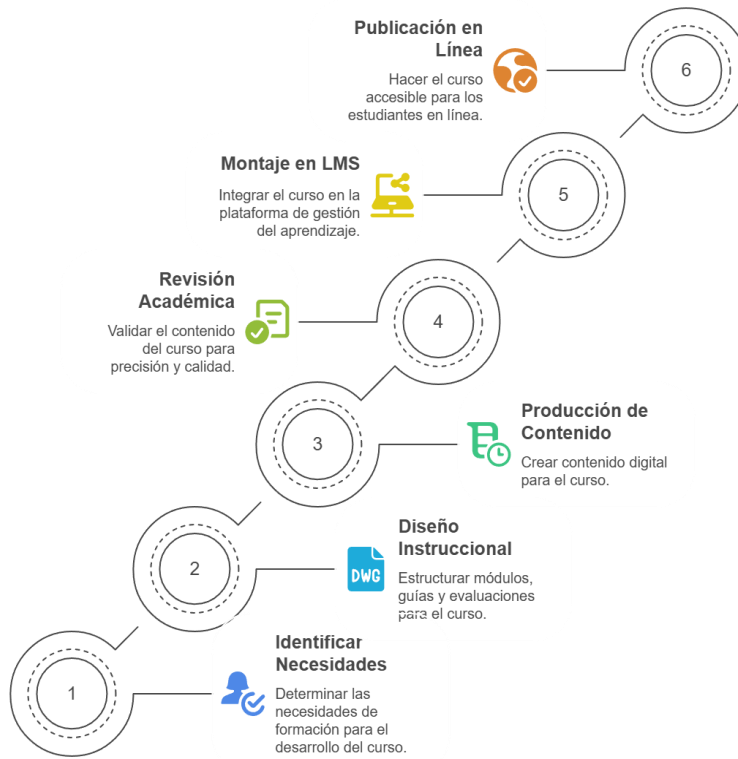 Publicación en
Línea
Hacer el curso
accesible para los
estudiantes en línea.
6
Montaje en LMS
Integrar el curso en la
plataforma de gestión
del aprendizaje.
5
Revisión
Académica
Validar el contenido
del curso para
precisión y calidad.
4
3
Producción de
Contenido
Crear contenido digital
para el curso.
2
DWG
Diseño
Instruccional
Estructurar módulos,
guías y evaluaciones
para el curso.
1
Identificar
Necesidades
Determinar las
necesidades de
formación para el
desarrollo del curso.